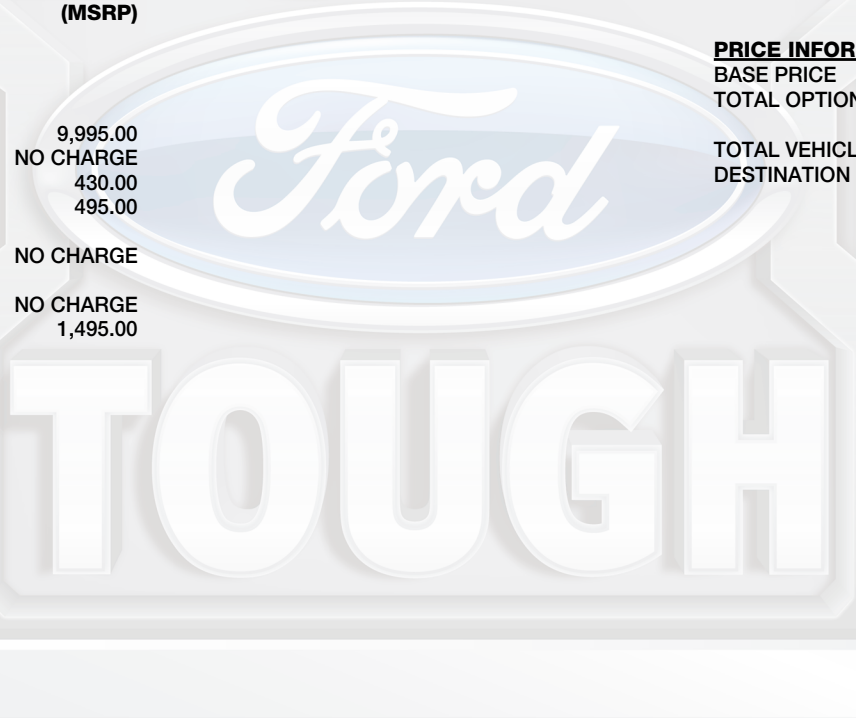 (MSRP)
9,995.00
NO CHARGE
430.00
495.00
NO CHARGE
NO CHARGE
1,495.00
PRICE INFOR
BASE PRICE
TOTAL OPTION
TOTAL VEHICL
DESTINATION
Ford
TOUGH